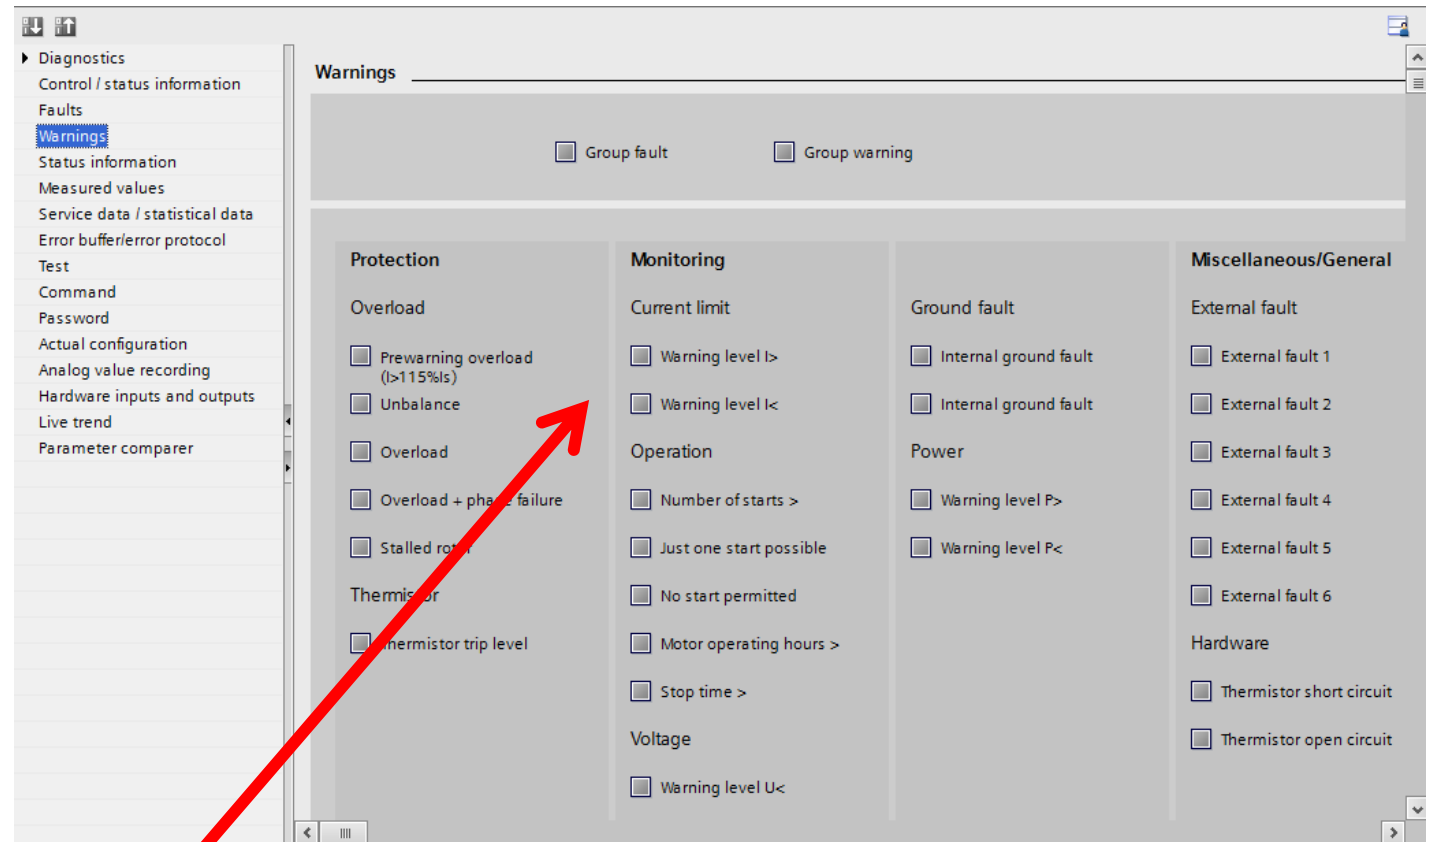 Diagnostics
Control / status information
Faults
Warnings
Status information
Measured values
Service data / statistical data
Error buffer/error protocol
Test
Command
Password
Actual configuration
Analog value recording
Hardware inputs and outputs
Live trend
Parameter comparer
Warnings
Group fault
Group warning
Protection
Overload
Prewarning overload
(I>115%Is)
Unbalance
Overload
Overload + phase failure
Stalled rotor
Thermistor
Thermistor trip level
Monitoring
Current limit
Warning level I>
Warning level I<
Operation
Number of starts >
Just one start possible
No start permitted
Motor operating hours >
Stop time >
Voltage
Warning level U<
Ground fault
Internal ground fault
Internal ground fault
Power
Warning level P>
Warning level P<
Miscellaneous/General
External fault
External fault 1
External fault 2
External fault 3
External fault 4
External fault 5
External fault 6
Hardware
Thermistor short circuit
Thermistor open circuit